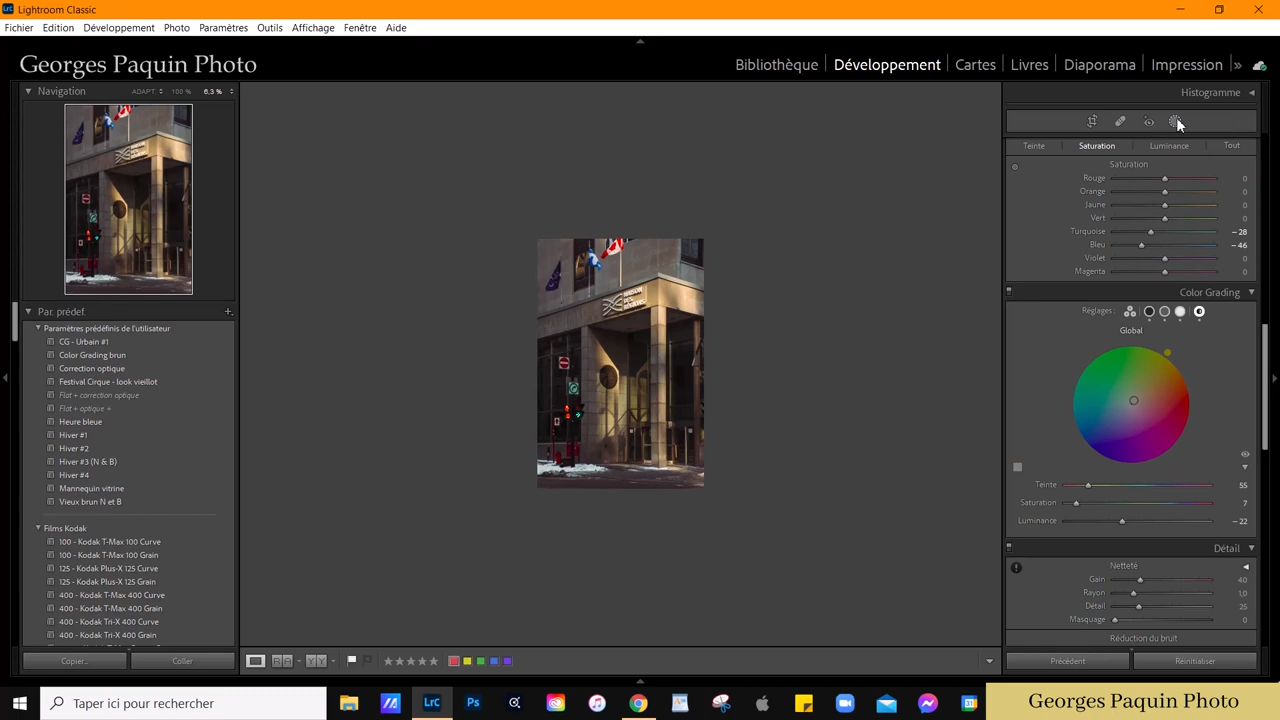 Lightroom Classic
Fichier Edition Développement Photo Paramètres Outils Affichage Fenêtre Aide
Georges Paquin Photo
Bibliothèque Développement Cartes Livres Diaporama Impression »
Navigation ADAPT. 100 % 6,3 %
Par. prédef. +
Paramètres prédéfinis de l'utilisateur
CG - Urbain #1
Color Grading brun
Correction optique
Festival Cirque - look vieillot
Flat + correction optique
Flat + optique +
Heure bleue
Hiver #1
Hiver #2
Hiver #3 (N & B)
Hiver #4
Mannequin vitrine
Vieux brun N et B
Films Kodak
100 - Kodak T-Max 100 Curve
100 - Kodak T-Max 100 Grain
125 - Kodak Plus-X 125 Curve
125 - Kodak Plus-X 125 Grain
400 - Kodak T-Max 400 Curve
400 - Kodak T-Max 400 Grain
400 - Kodak Tri-X 400 Curve
400 - Kodak Tri-X 400 Grain
Copier... Coller
MAISON
DES
RÉGIONS
Histogramme
Teinte Saturation Luminance Tout
Saturation
Rouge 0
Orange 0
Jaune 0
Vert 0
Turquoise – 28
Bleu – 46
Violet 0
Magenta 0
Color Grading
Réglages :
Global
Teinte 55
Saturation 7
Luminance – 22
Détail
Netteté
Gain 40
Rayon 1,0
Détail 25
Masquage 0
Réduction du bruit
Précédent Réinitialiser
Taper ici pour rechercher
LrC Ps 31
Georges Paquin Photo